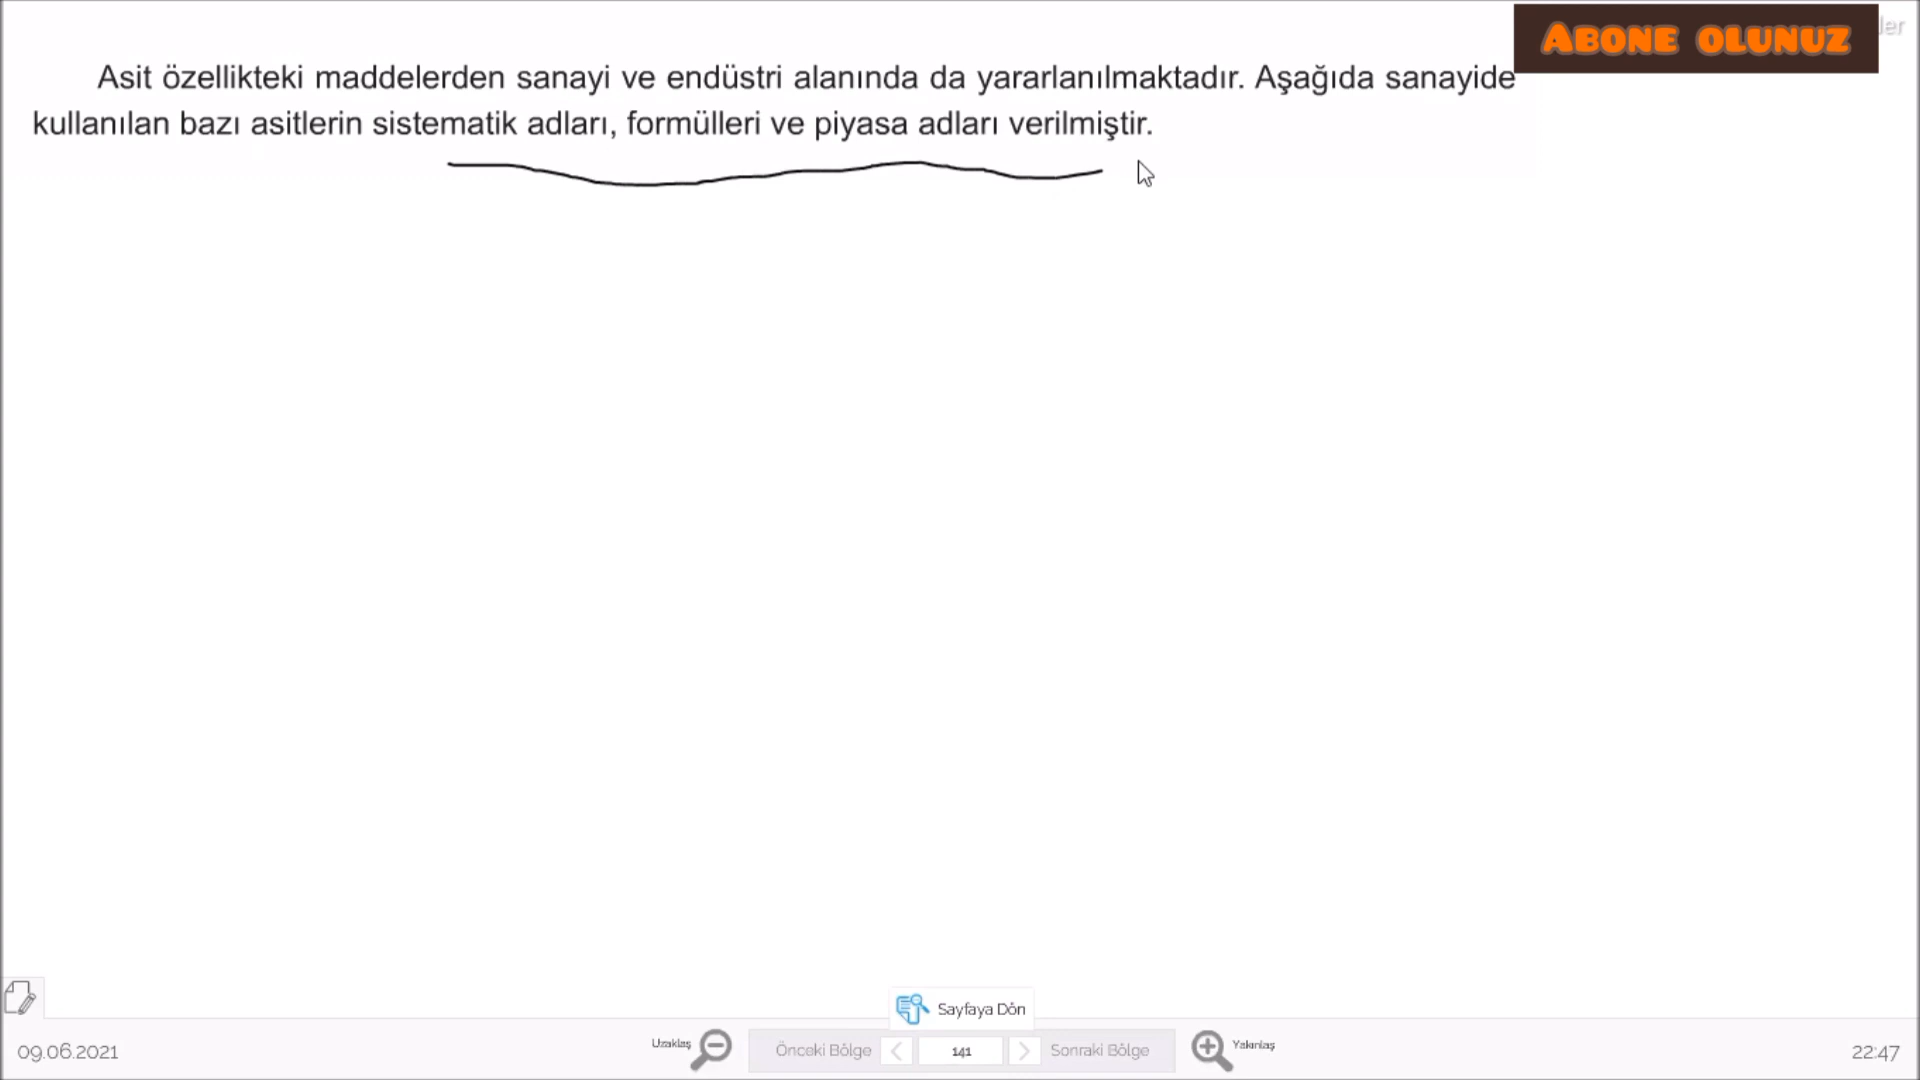 ABONE OLUNUZ
Asit özellikteki maddelerden sanayi ve endüstri alanında da yararlanılmaktadır. Aşağıda sanayide
kullanılan bazı asitlerin sistematik adları, formülleri ve piyasa adları verilmiştir.
Sayfaya Dön
09.06.2021
Uzaklaş
Önceki Bölge
141
Sonraki Bölge
Yakınlaş
22:47